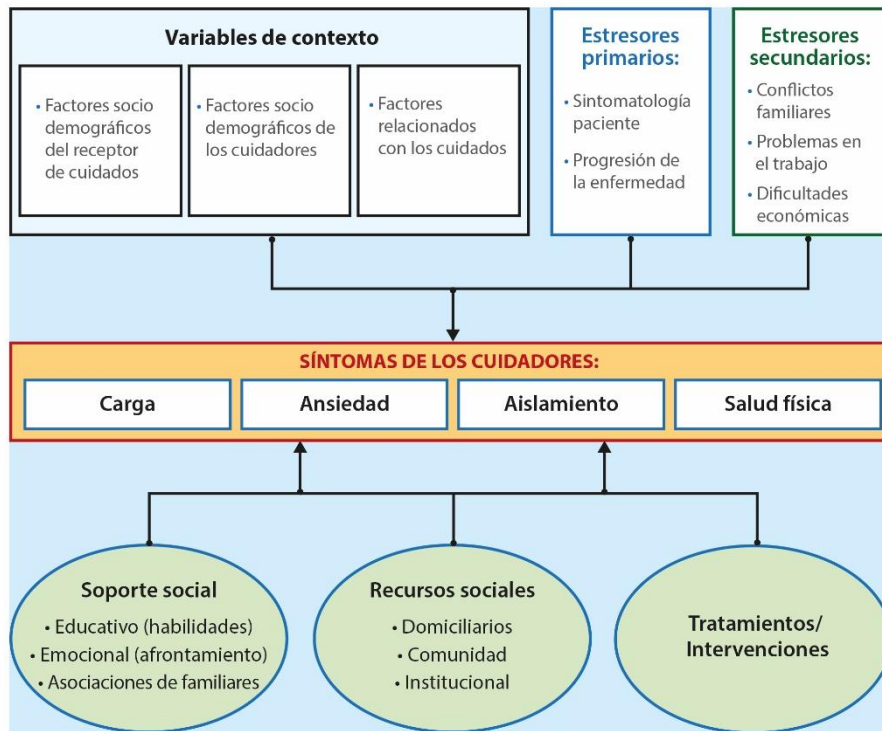 Variables de contexto
• Factores socio
demográficos
del receptor
de cuidados
• Factores socio
demográficos de
los cuidadores
• Factores
relacionados
con los cuidados
Estresores
primarios:
• Sintomatología
paciente
• Progresión de
la enfermedad
Estresores
secundarios:
• Conflictos
familiares
• Problemas en
el trabajo
• Dificultades
económicas
SÍNTOMAS DE LOS CUIDADORES:
Carga
Ansiedad
Aislamiento
Salud física
Soporte social
• Educativo (habilidades)
• Emocional (afrontamiento)
• Asociaciones de familiares
Recursos sociales
• Domiciliarios
• Comunidad
• Institucional
Tratamientos/
Intervenciones